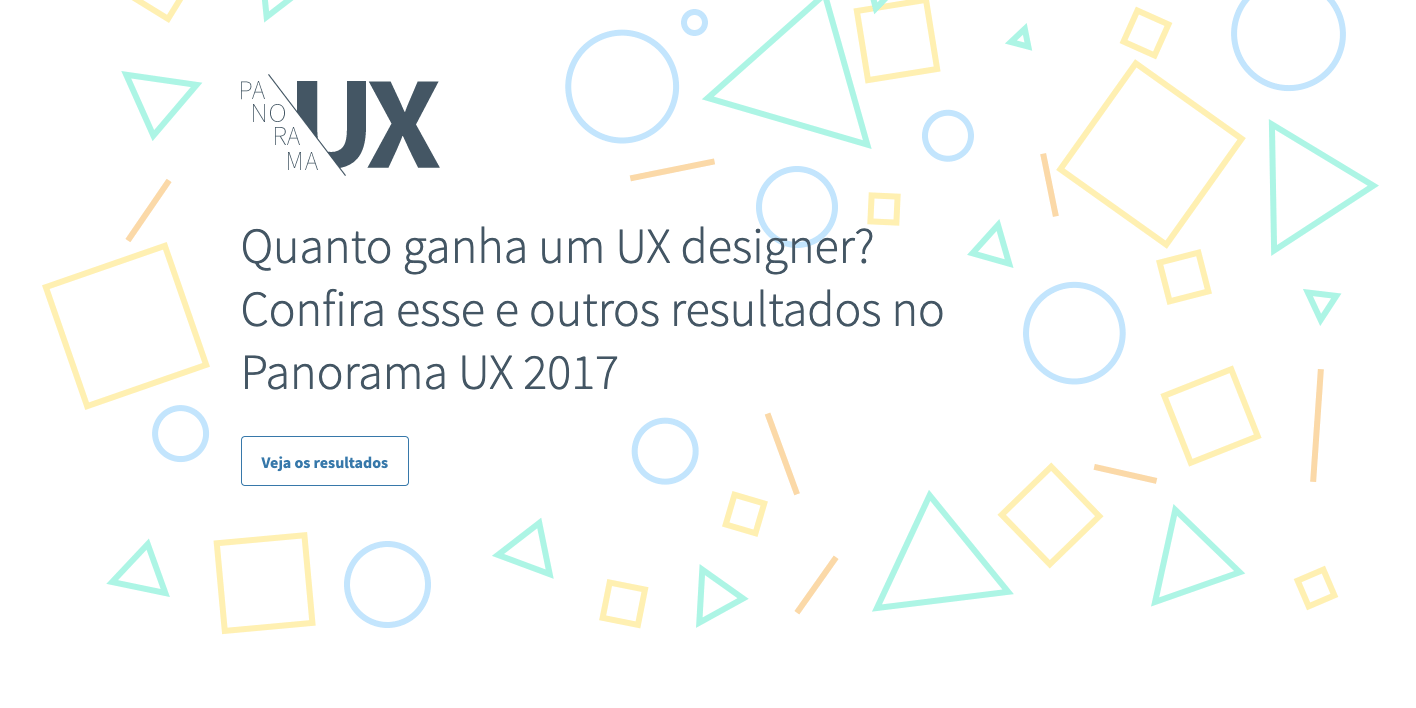 PA
NO
RA
MA
UX
Quanto ganha um UX designer?
Confira esse e outros resultados no
Panorama UX 2017
Veja os resultados